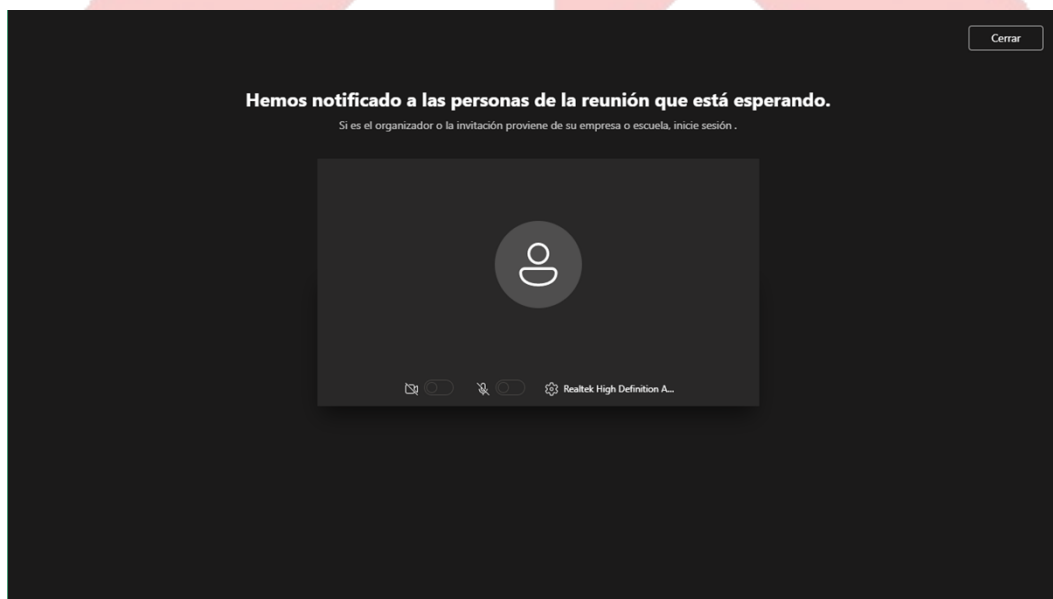 Cerrar
Hemos notificado a las personas de la reunión que está esperando.
Si es el organizador o la invitación proviene de su empresa o escuela, inicie sesión .
Realtek High Definition A...